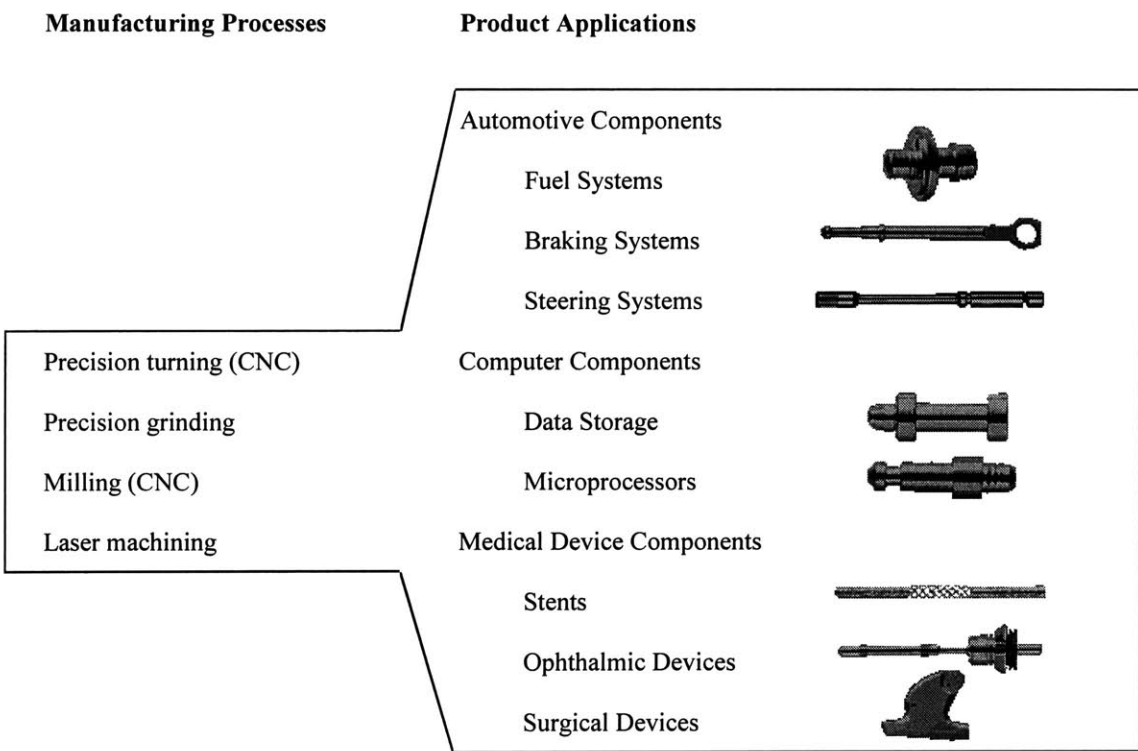 Manufacturing Processes
Product Applications
Automotive Components
Fuel Systems
Braking Systems
Steering Systems
Precision turning (CNC)
Precision grinding
Milling (CNC)
Laser machining
Computer Components
Data Storage
Microprocessors
Medical Device Components
Stents
Ophthalmic Devices
Surgical Devices